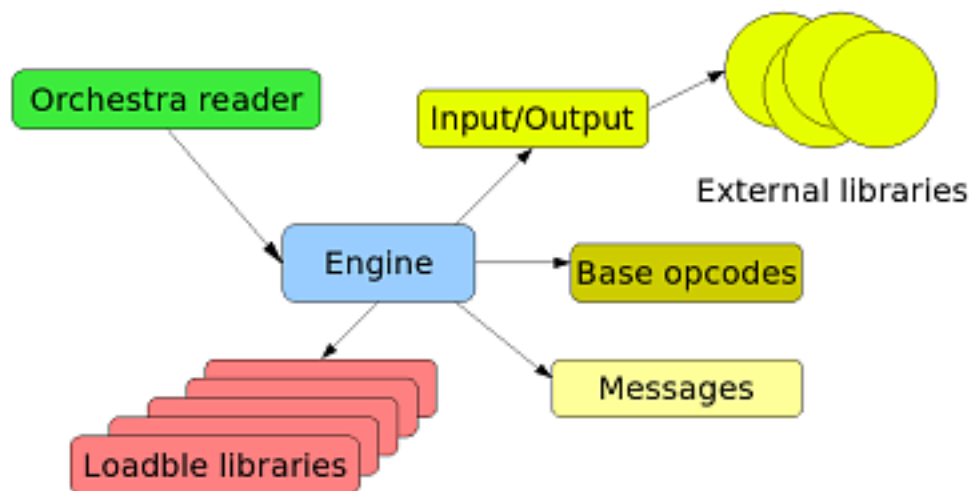 Orchestra reader
Input/Output
External libraries
Engine
Base opcodes
Messages
Loadble libraries